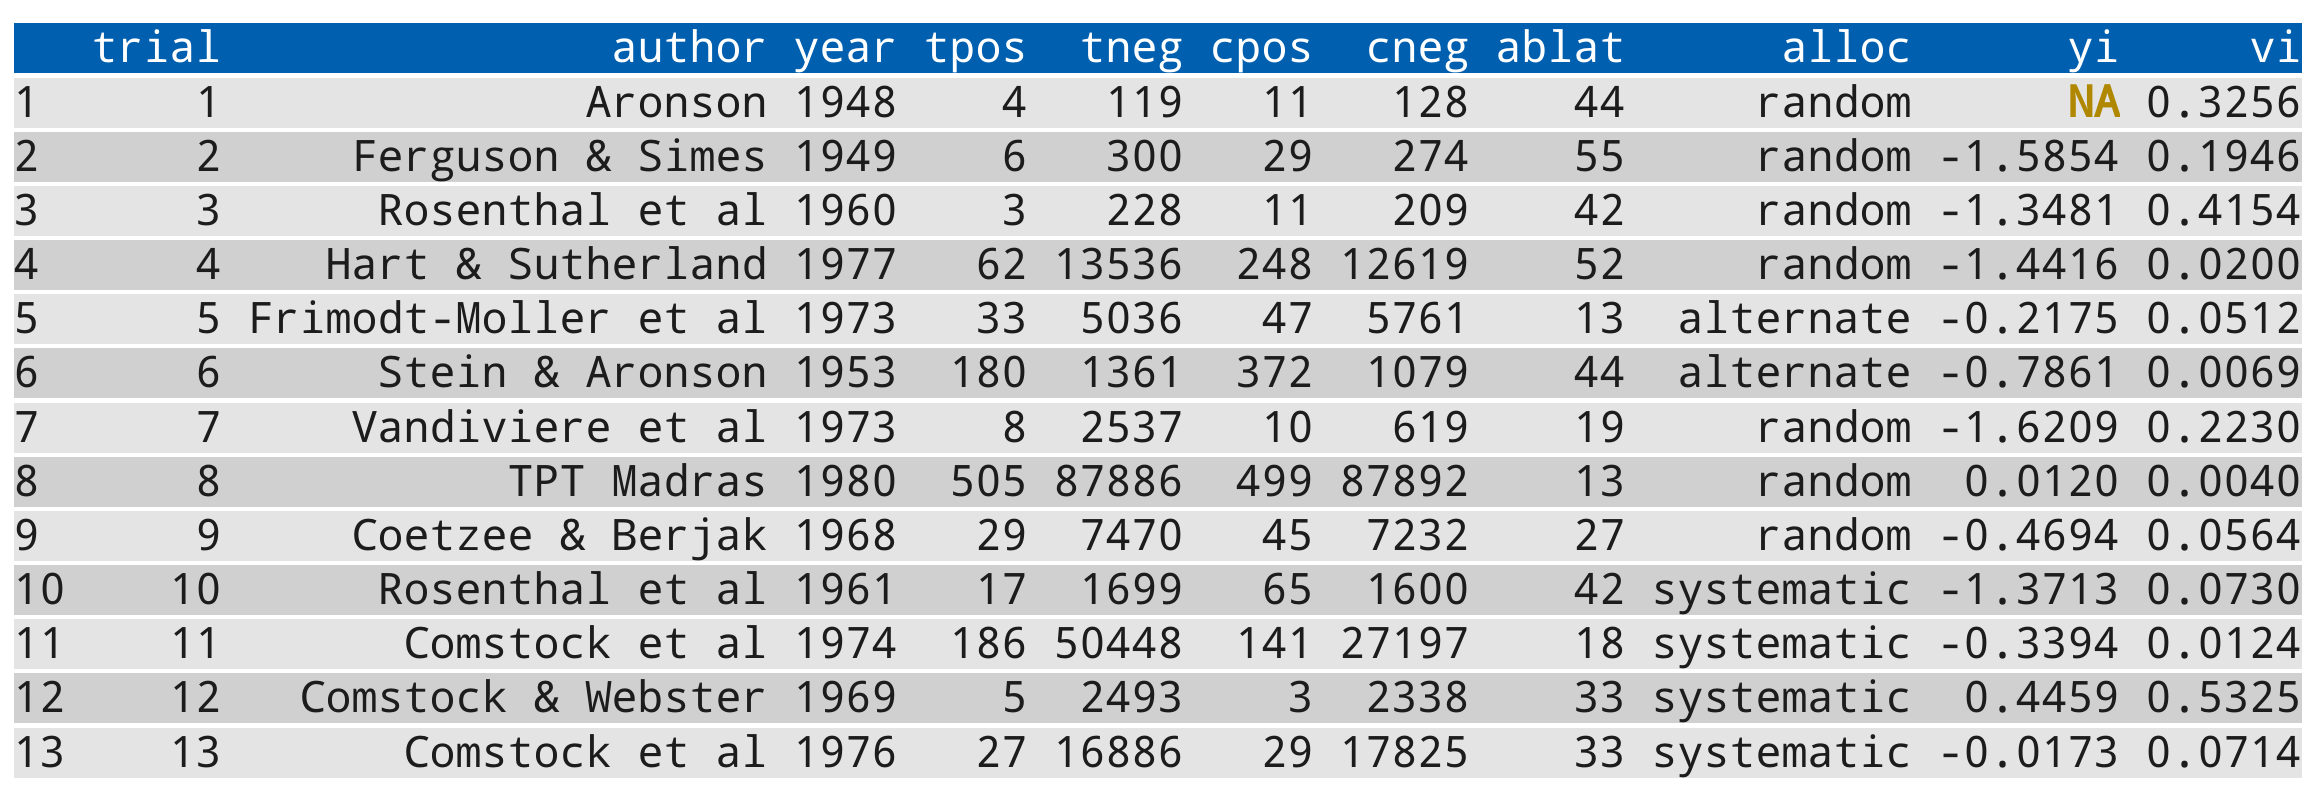 trial author year tpos tneg cpos cneg ablat alloc yi vi
1 1 Aronson 1948 4 119 11 128 44 random NA 0.3256
2 2 Ferguson & Simes 1949 6 300 29 274 55 random -1.5854 0.1946
3 3 Rosenthal et al 1960 3 228 11 209 42 random -1.3481 0.4154
4 4 Hart & Sutherland 1977 62 13536 248 12619 52 random -1.4416 0.0200
5 5 Frimodt-Moller et al 1973 33 5036 47 5761 13 alternate -0.2175 0.0512
6 6 Stein & Aronson 1953 180 1361 372 1079 44 alternate -0.7861 0.0069
7 7 Vandiviere et al 1973 8 2537 10 619 19 random -1.6209 0.2230
8 8 TPT Madras 1980 505 87886 499 87892 13 random 0.0120 0.0040
9 9 Coetzee & Berjak 1968 29 7470 45 7232 27 random -0.4694 0.0564
10 10 Rosenthal et al 1961 17 1699 65 1600 42 systematic -1.3713 0.0730
11 11 Comstock et al 1974 186 50448 141 27197 18 systematic -0.3394 0.0124
12 12 Comstock & Webster 1969 5 2493 3 2338 33 systematic 0.4459 0.5325
13 13 Comstock et al 1976 27 16886 29 17825 33 systematic -0.0173 0.0714